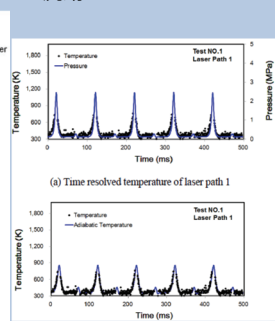 er
Test NO.1
Laser Path 1
Temperature
Pressure
Temperature (K)
1,800
1,500
1,200
900
600
300
5
4
3
2
1
0
Pressure (MPa)
0 100 200 300 400 500
Time (ms)
(a) Time resolved temperature of laser path 1
Test NO.1
Laser Path 1
Temperature
Adiabatic Temperature
Temperature (K)
1,800
1,500
1,200
900
600
300
0 100 200 300 400 500
Time (ms)